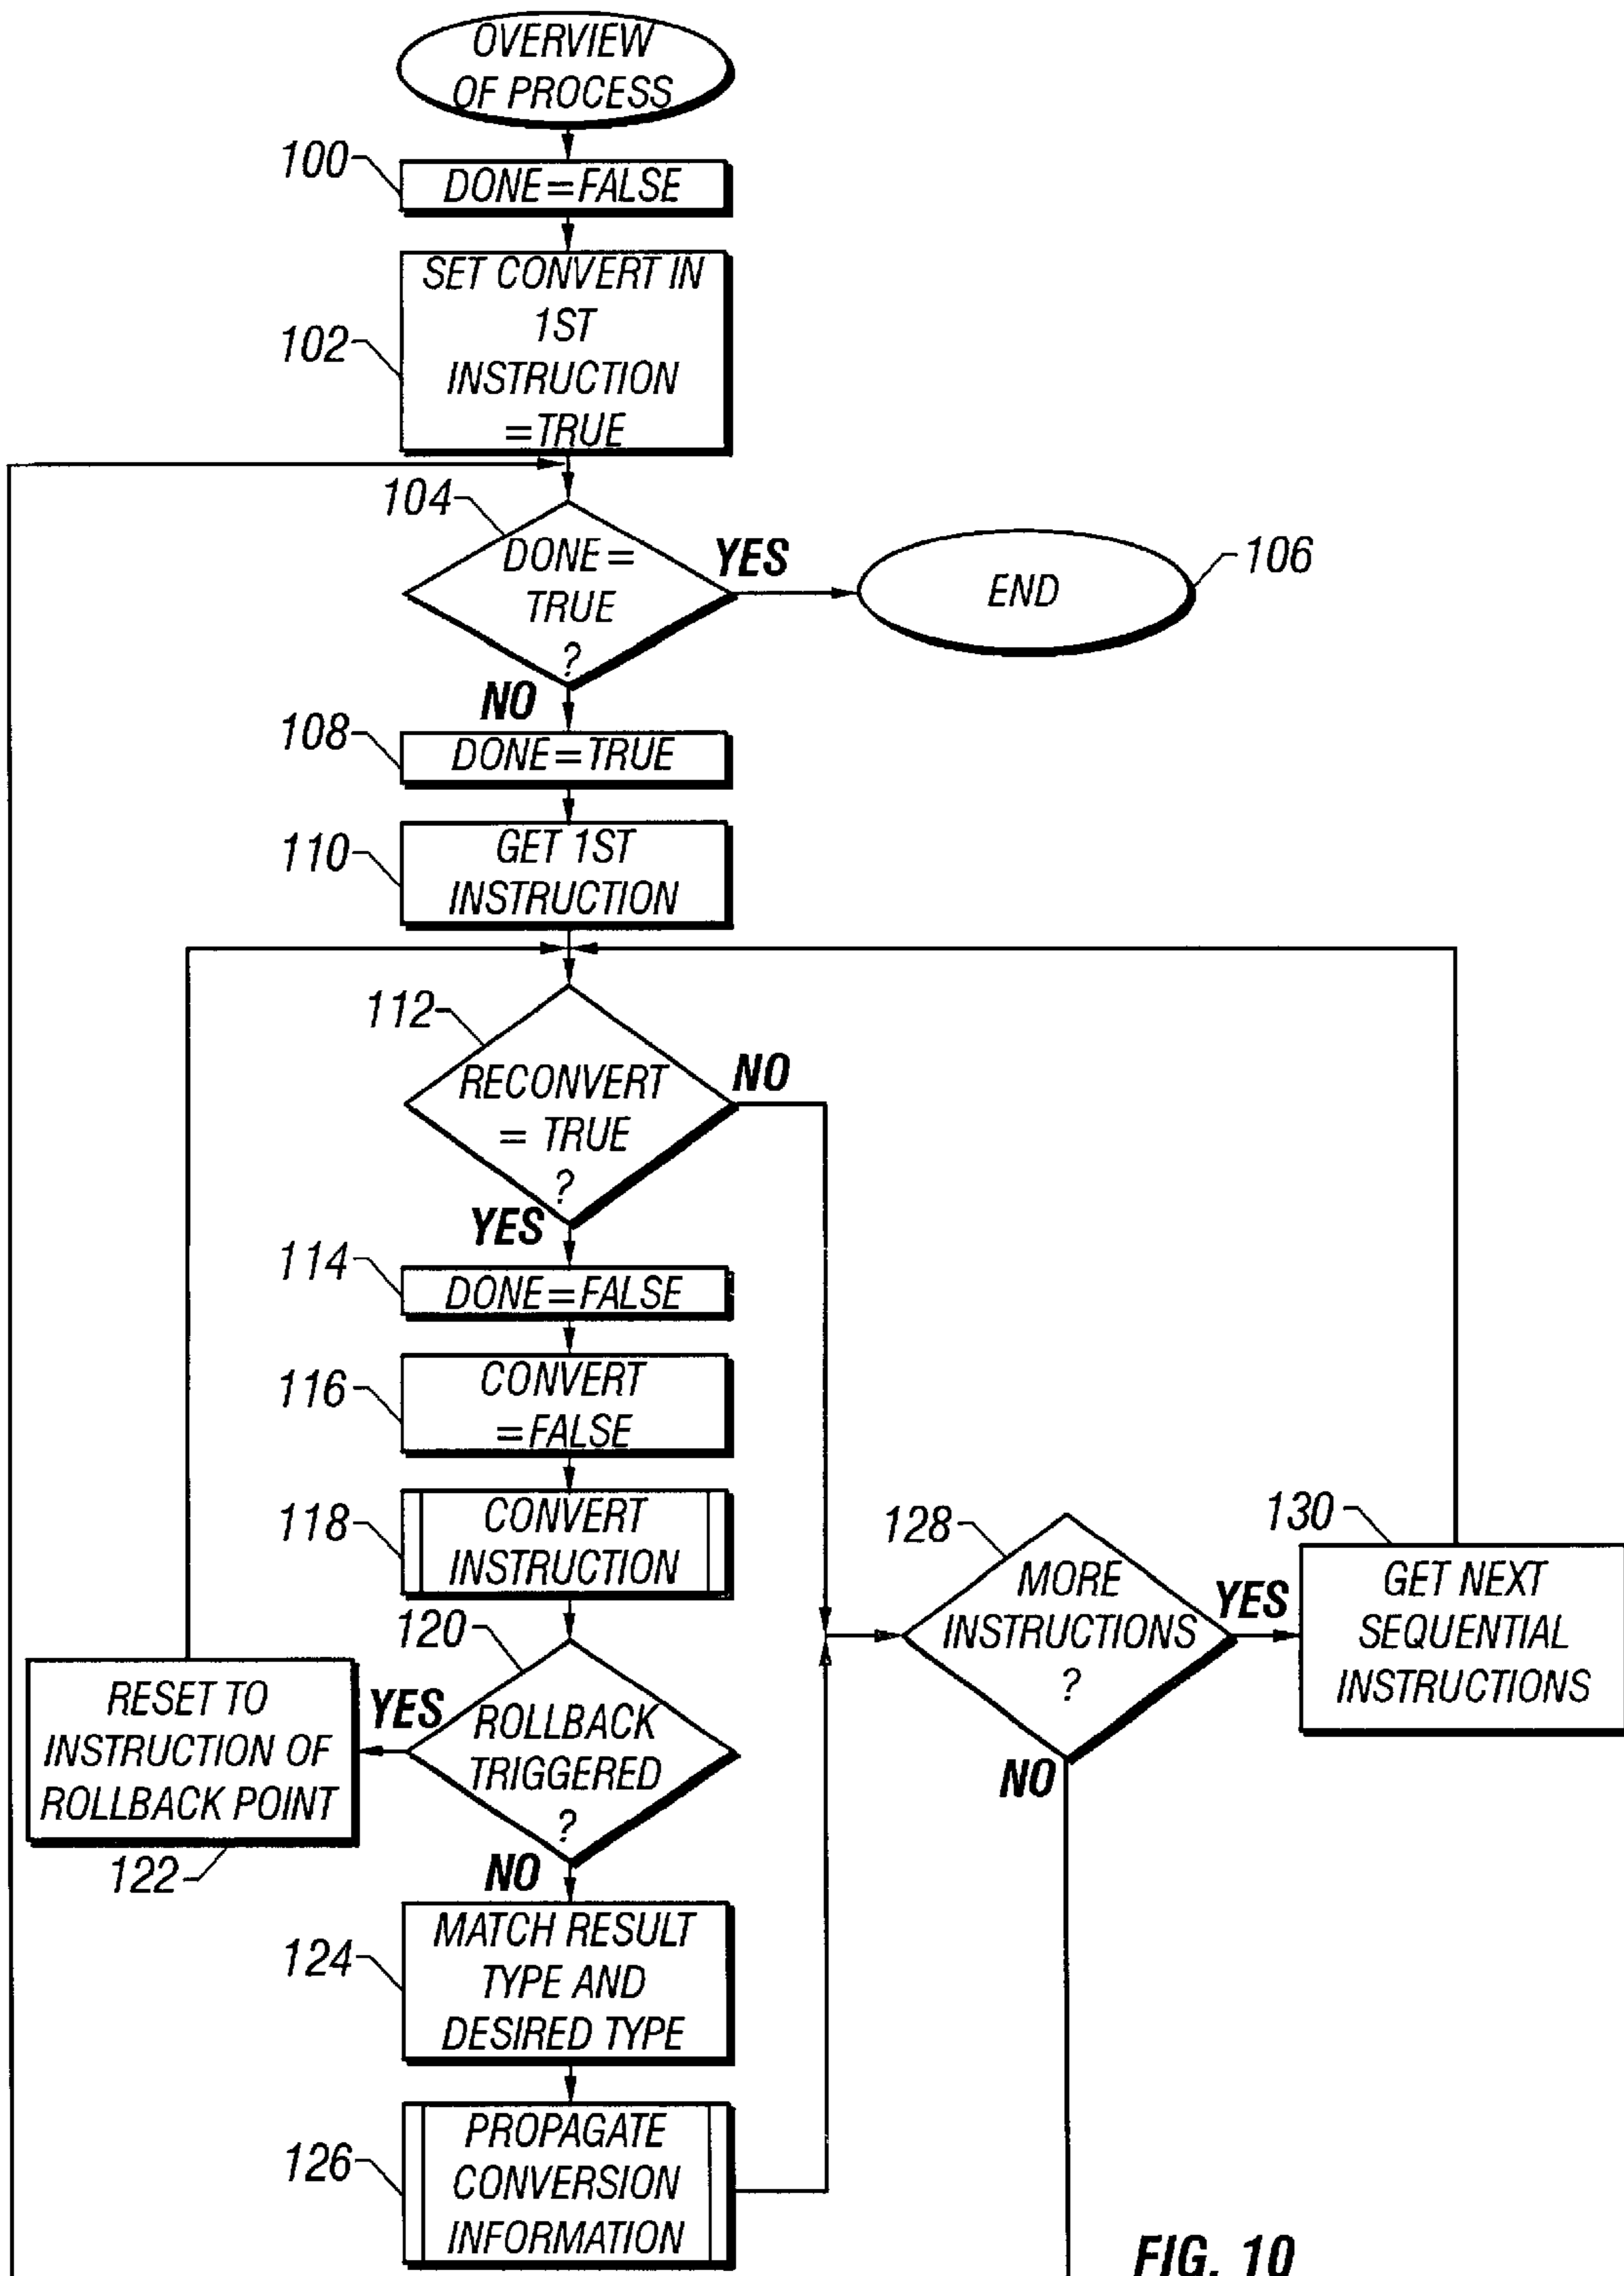 OVERVIEW
OF PROCESS
100
DONE=FALSE
SET CONVERT IN
1ST
INSTRUCTION
=TRUE
102
104
DONE=
TRUE
?
YES
END
106
NO
108
DONE=TRUE
110
GET 1ST
INSTRUCTION
112
RECONVERT
= TRUE
?
NO
YES
114
DONE=FALSE
116
CONVERT
=FALSE
118
CONVERT
INSTRUCTION
120
ROLLBACK
TRIGGERED
?
YES
RESET TO
INSTRUCTION OF
ROLLBACK POINT
122
NO
124
MATCH RESULT
TYPE AND
DESIRED TYPE
126
PROPAGATE
CONVERSION
INFORMATION
128
MORE
INSTRUCTIONS
?
YES
NO
130
GET NEXT
SEQUENTIAL
INSTRUCTIONS
FIG. 10